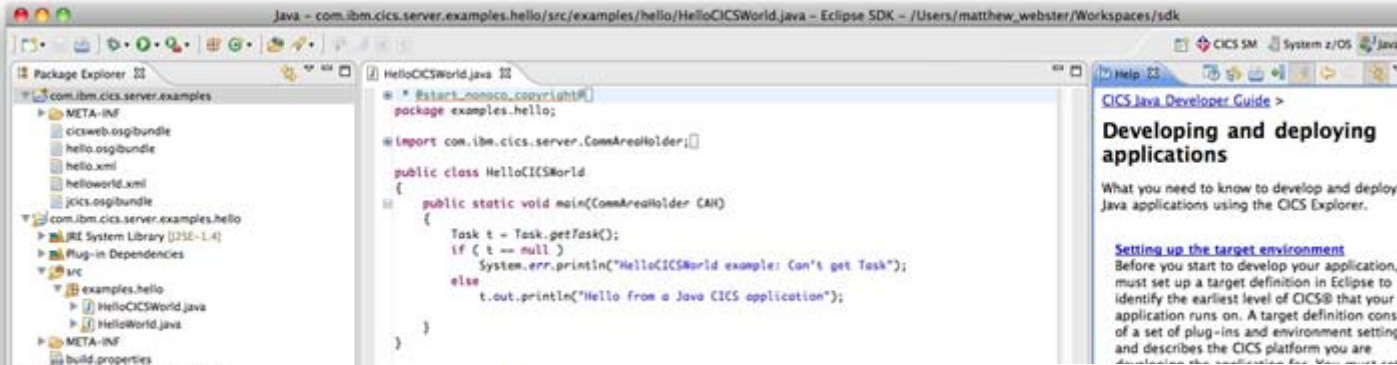 Java – com.ibm.cics.server.examples.hello/src/examples/hello/HelloCICSWorld.java – Eclipse SDK – /Users/matthew_webster/Workspaces/sdk
CICS SM System z/OS Java
Package Explorer
com.ibm.cics.server.examples
META-INF
cicsweb.osgibundle
hello.osgibundle
hello.xml
helloworld.xml
jcics.osgibundle
com.ibm.cics.server.examples.hello
JRE System Library [J2SE-1.4]
Plug-in Dependencies
src
examples.hello
HelloCICSWorld.java
HelloWorld.java
META-INF
build.properties
HelloCICSWorld.java
* @start_nonoco_copyright@
package examples.hello;
import com.ibm.cics.server.CommAreaHolder;
public class HelloCICSWorld
{
public static void main(CommAreaHolder CAH)
{
Task t = Task.getTask();
if ( t == null )
System.err.println("HelloCICSWorld example: Can't get Task");
else
t.out.println("Hello from a Java CICS application");
}
}
Help
CICS Java Developer Guide >
Developing and deploying
applications
What you need to know to develop and deploy
Java applications using the CICS Explorer.
Setting up the target environment
Before you start to develop your application,
must set up a target definition in Eclipse to
identify the earliest level of CICS® that your
application runs on. A target definition cons
of a set of plug-ins and environment setting
and describes the CICS platform you are
developing the application for. You must set